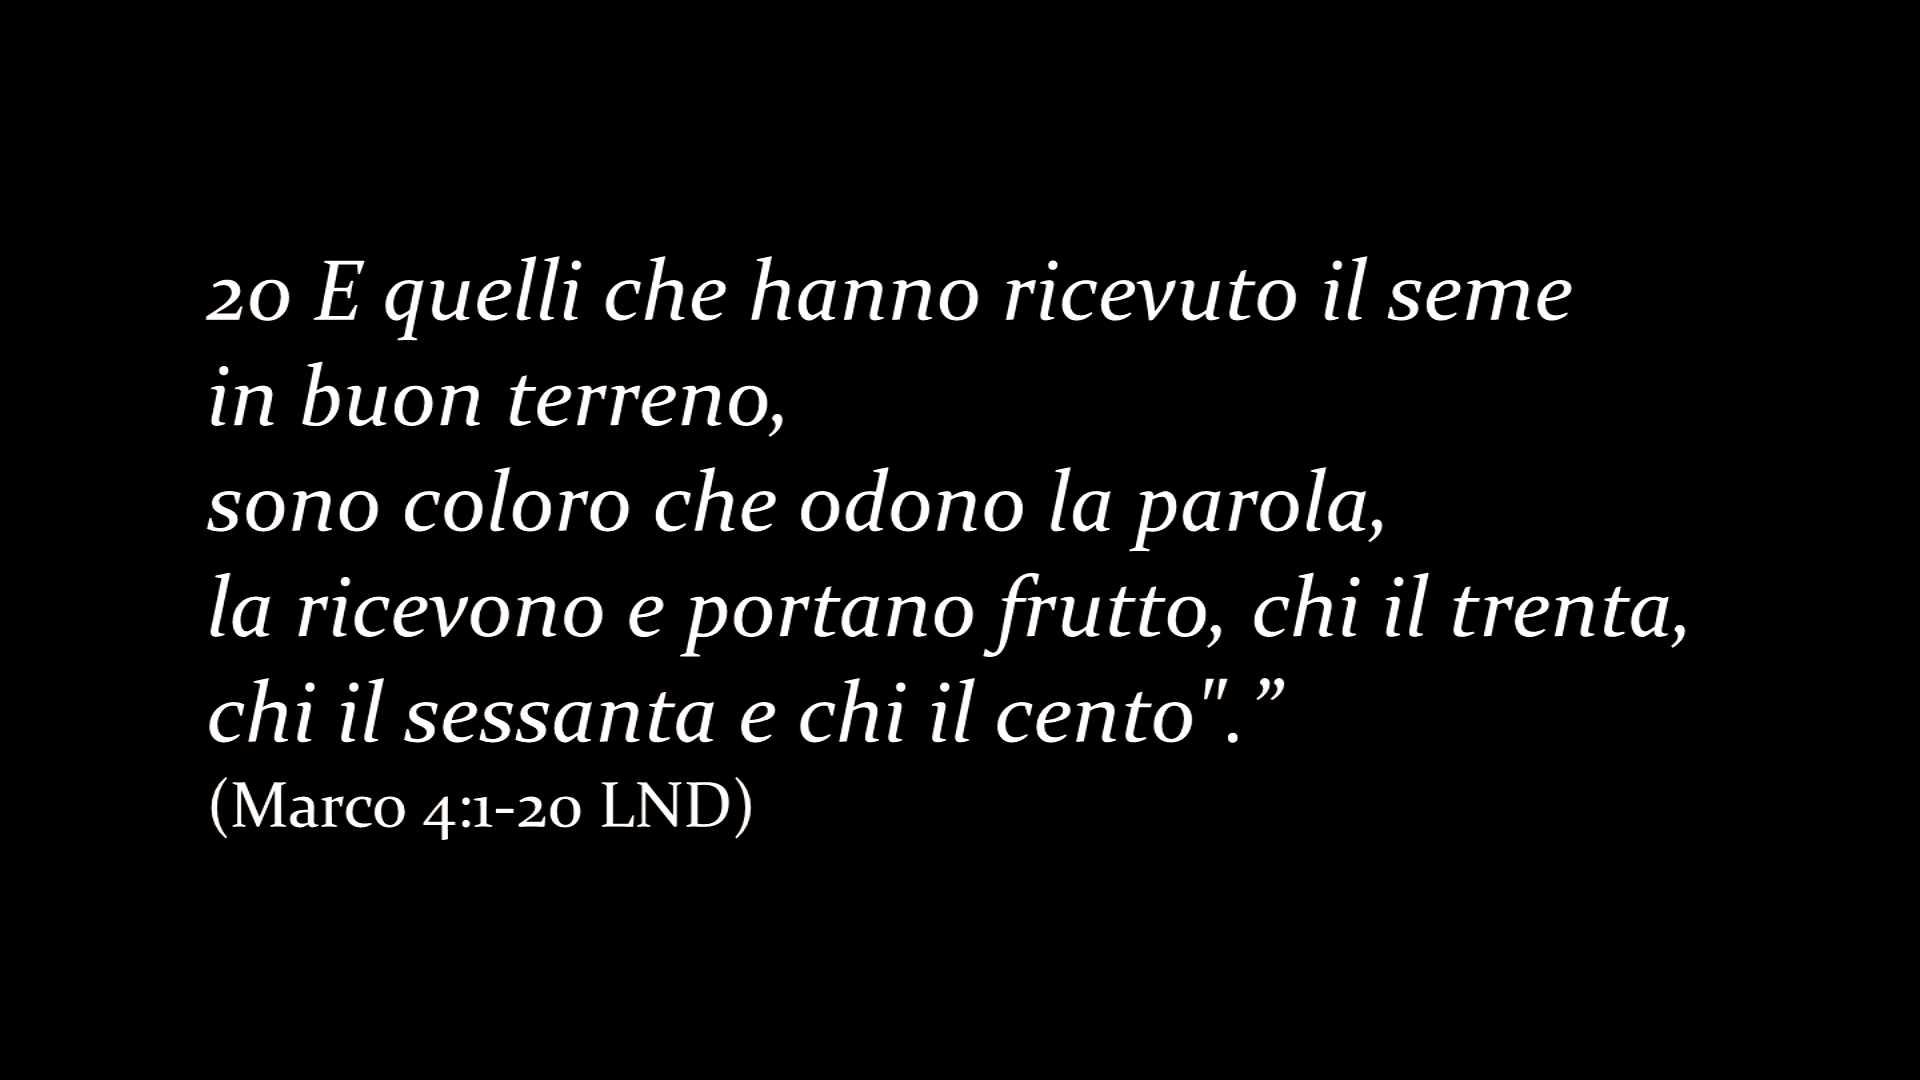 20 E quelli che hanno ricevuto il seme
in buon terreno,
sono coloro che odono la parola,
la ricevono e portano frutto, chi il trenta,
chi il sessanta e chi il cento".”
(Marco 4:1-20 LND)